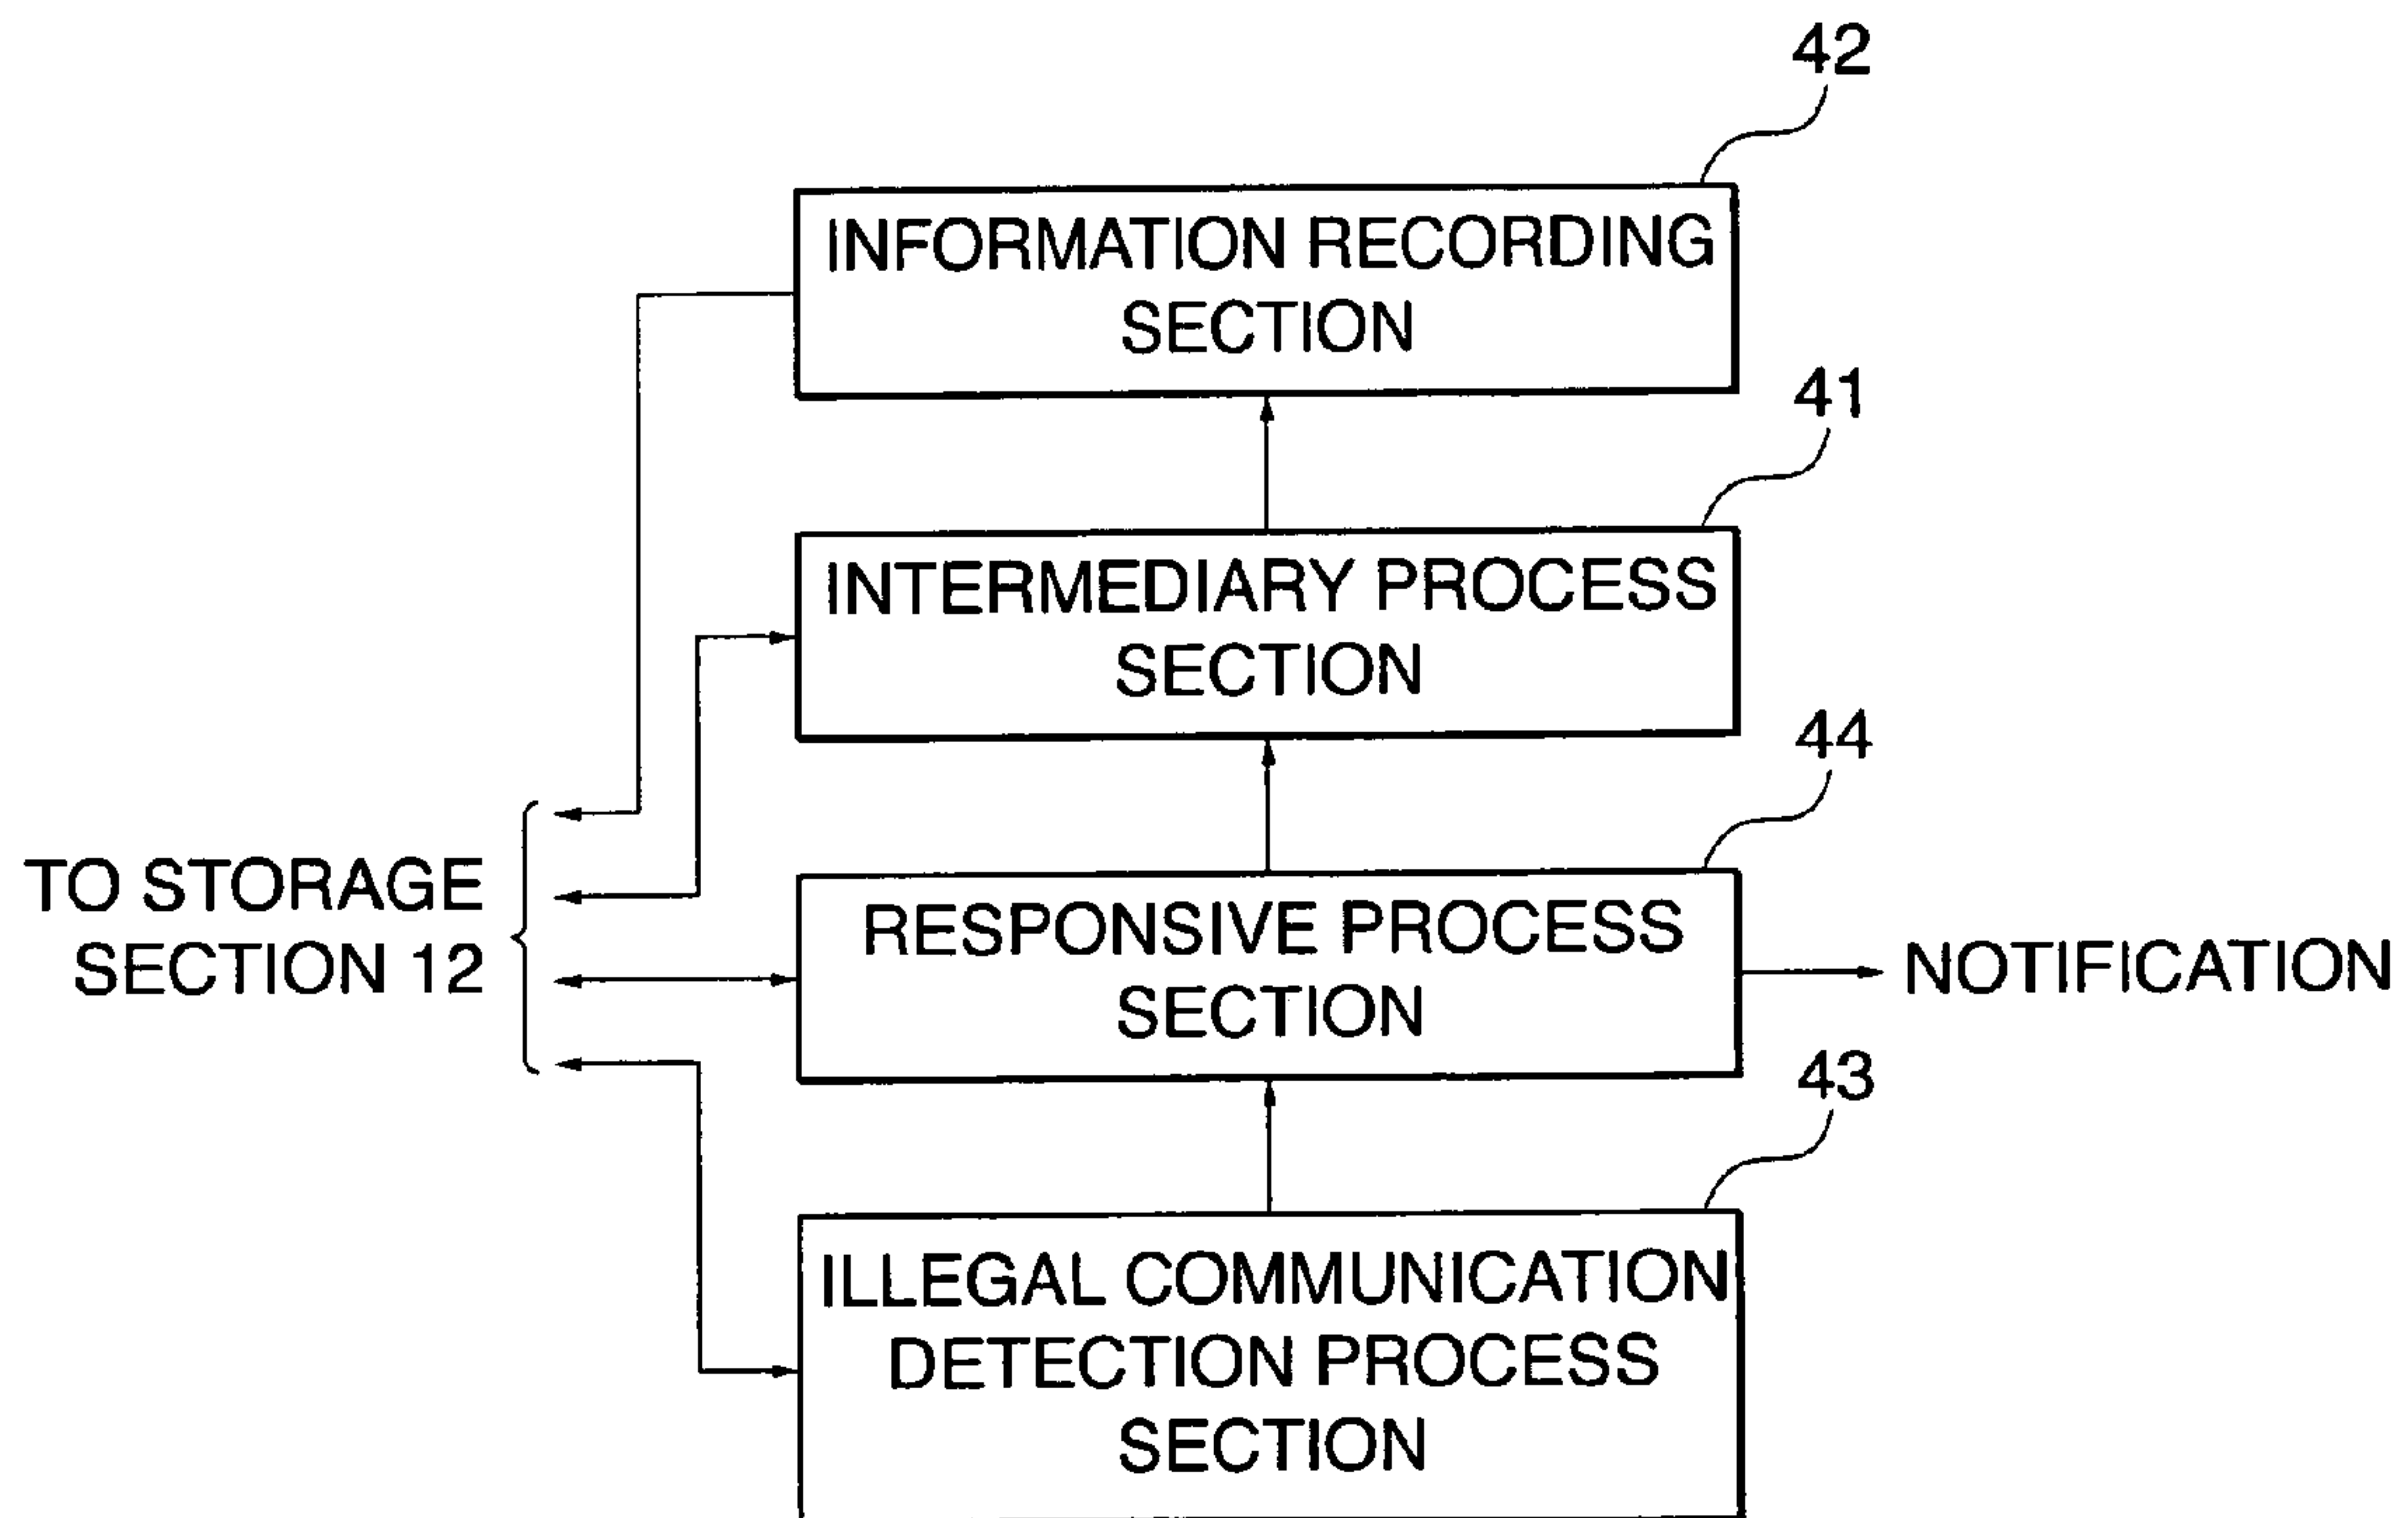 42
INFORMATION RECORDING
SECTION
41
INTERMEDIARY PROCESS
SECTION
44
TO STORAGE
SECTION 12
RESPONSIVE PROCESS
SECTION
NOTIFICATION
43
ILLEGAL COMMUNICATION
DETECTION PROCESS
SECTION